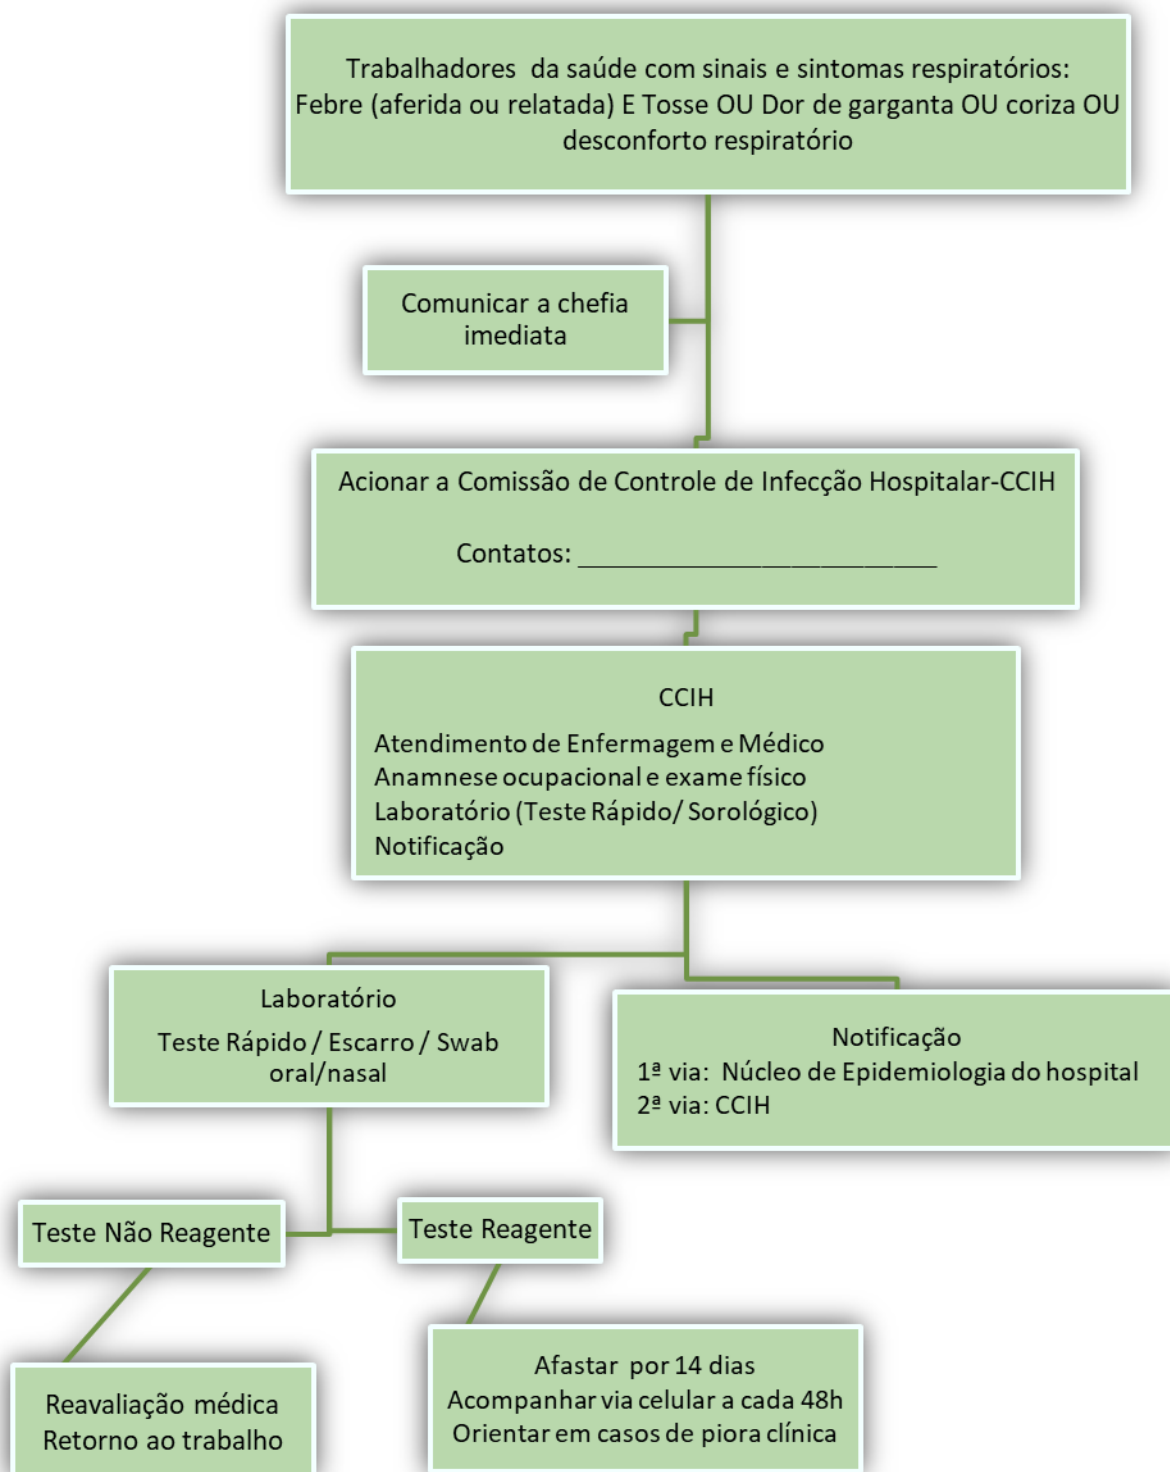 Trabalhadores da saúde com sinais e sintomas respiratórios:
Febre (aferida ou relatada) E Tosse OU Dor de garganta OU coriza OU
desconforto respiratório
Comunicar a chefia
imediata
Acionar a Comissão de Controle de Infecção Hospitalar-CCIH
Contatos: _________________________
CCIH
Atendimento de Enfermagem e Médico
Anamnese ocupacional e exame físico
Laboratório (Teste Rápido/ Sorológico)
Notificação
Laboratório
Teste Rápido / Escarro / Swab
oral/nasal
Notificação
1ª via: Núcleo de Epidemiologia do hospital
2ª via: CCIH
Teste Não Reagente
Teste Reagente
Reavaliação médica
Retorno ao trabalho
Afastar por 14 dias
Acompanhar via celular a cada 48h
Orientar em casos de piora clínica